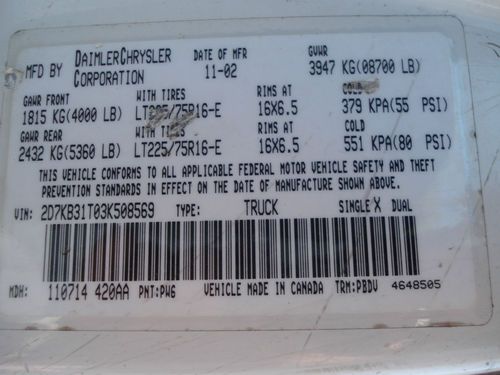 MFD BY DAIMLERCHRYSLER CORPORATION DATE OF MFR 11-02 GVWR 3947 KG(08700 LB)
GAWR FRONT WITH TIRES RIMS AT COLD
1815 KG(4000 LB) LT225/75R16-E 16X6.5 379 KPA(55 PSI)
GAWR REAR WITH TIRES RIMS AT COLD
2432 KG(5360 LB) LT225/75R16-E 16X6.5 551 KPA(80 PSI)
THIS VEHICLE CONFORMS TO ALL APPLICABLE FEDERAL MOTOR VEHICLE SAFETY AND THEFT
PREVENTION STANDARDS IN EFFECT ON THE DATE OF MANUFACTURE SHOWN ABOVE.
VIN: 2D7KB31T03K508569 TYPE: TRUCK SINGLE X DUAL
MDH: 110714 420AA PNT:PW6 VEHICLE MADE IN CANADA TRM:PBDV 4648505